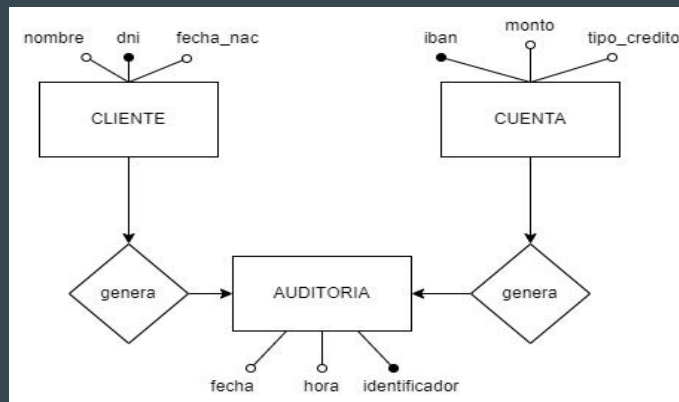 nombre dni fecha_nac
iban monto tipo_credito
CLIENTE
CUENTA
genera
AUDITORIA
genera
fecha hora identificador